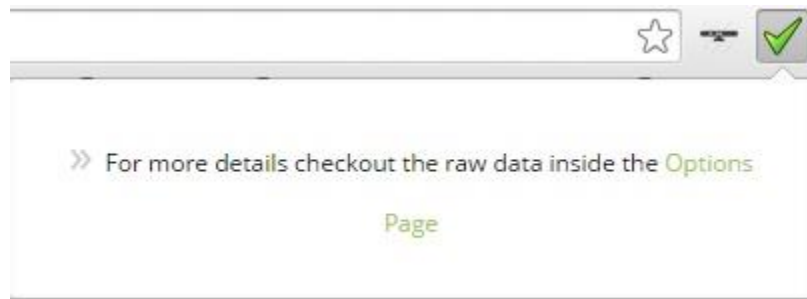 » For more details checkout the raw data inside the Options
Page